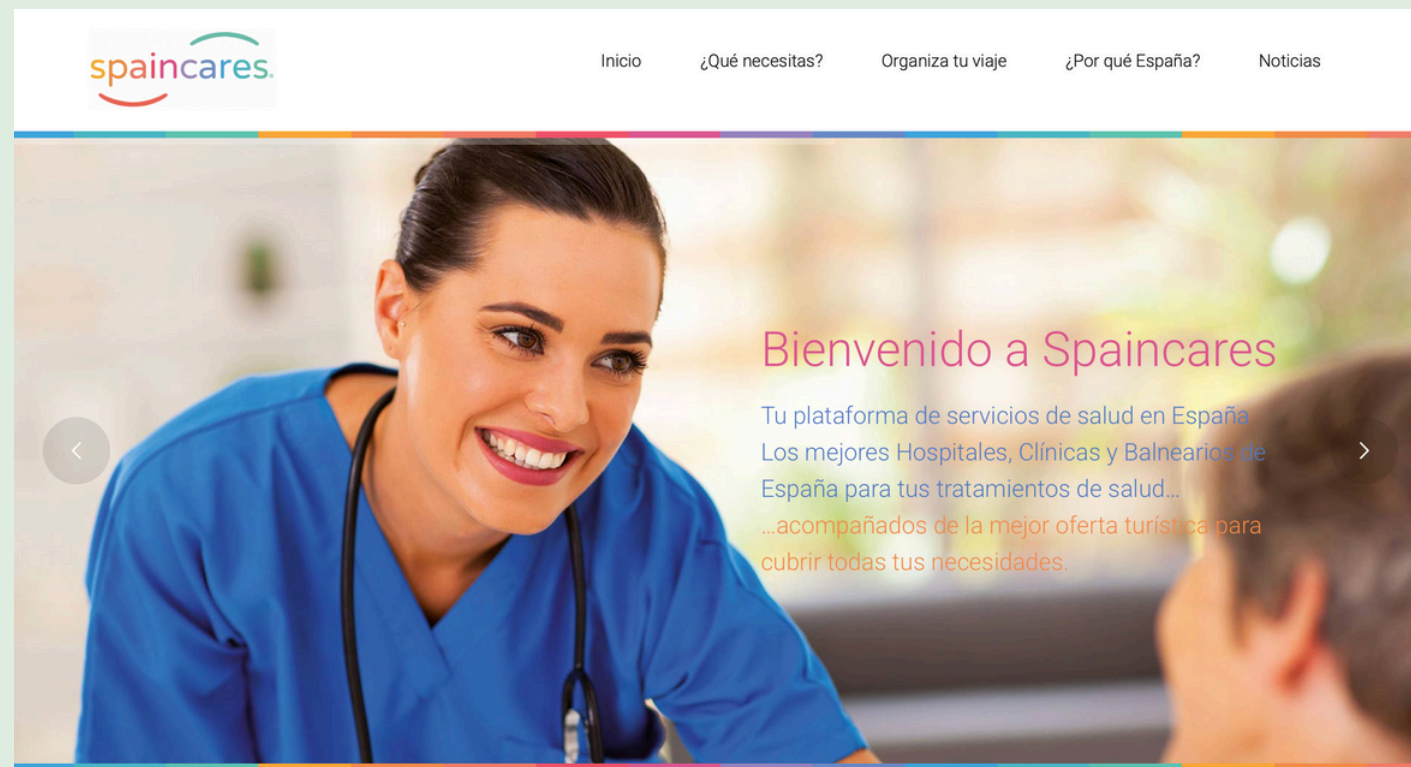 spaincares
Inicio
¿Qué necesitas?
Organiza tu viaje
¿Por qué España?
Noticias
Bienvenido a Spaincares
Tu plataforma de servicios de salud en España
Los mejores Hospitales, Clínicas y Balnearios de
España para tus tratamientos de salud...
...acompañados de la mejor oferta turística para
cubrir todas tus necesidades.